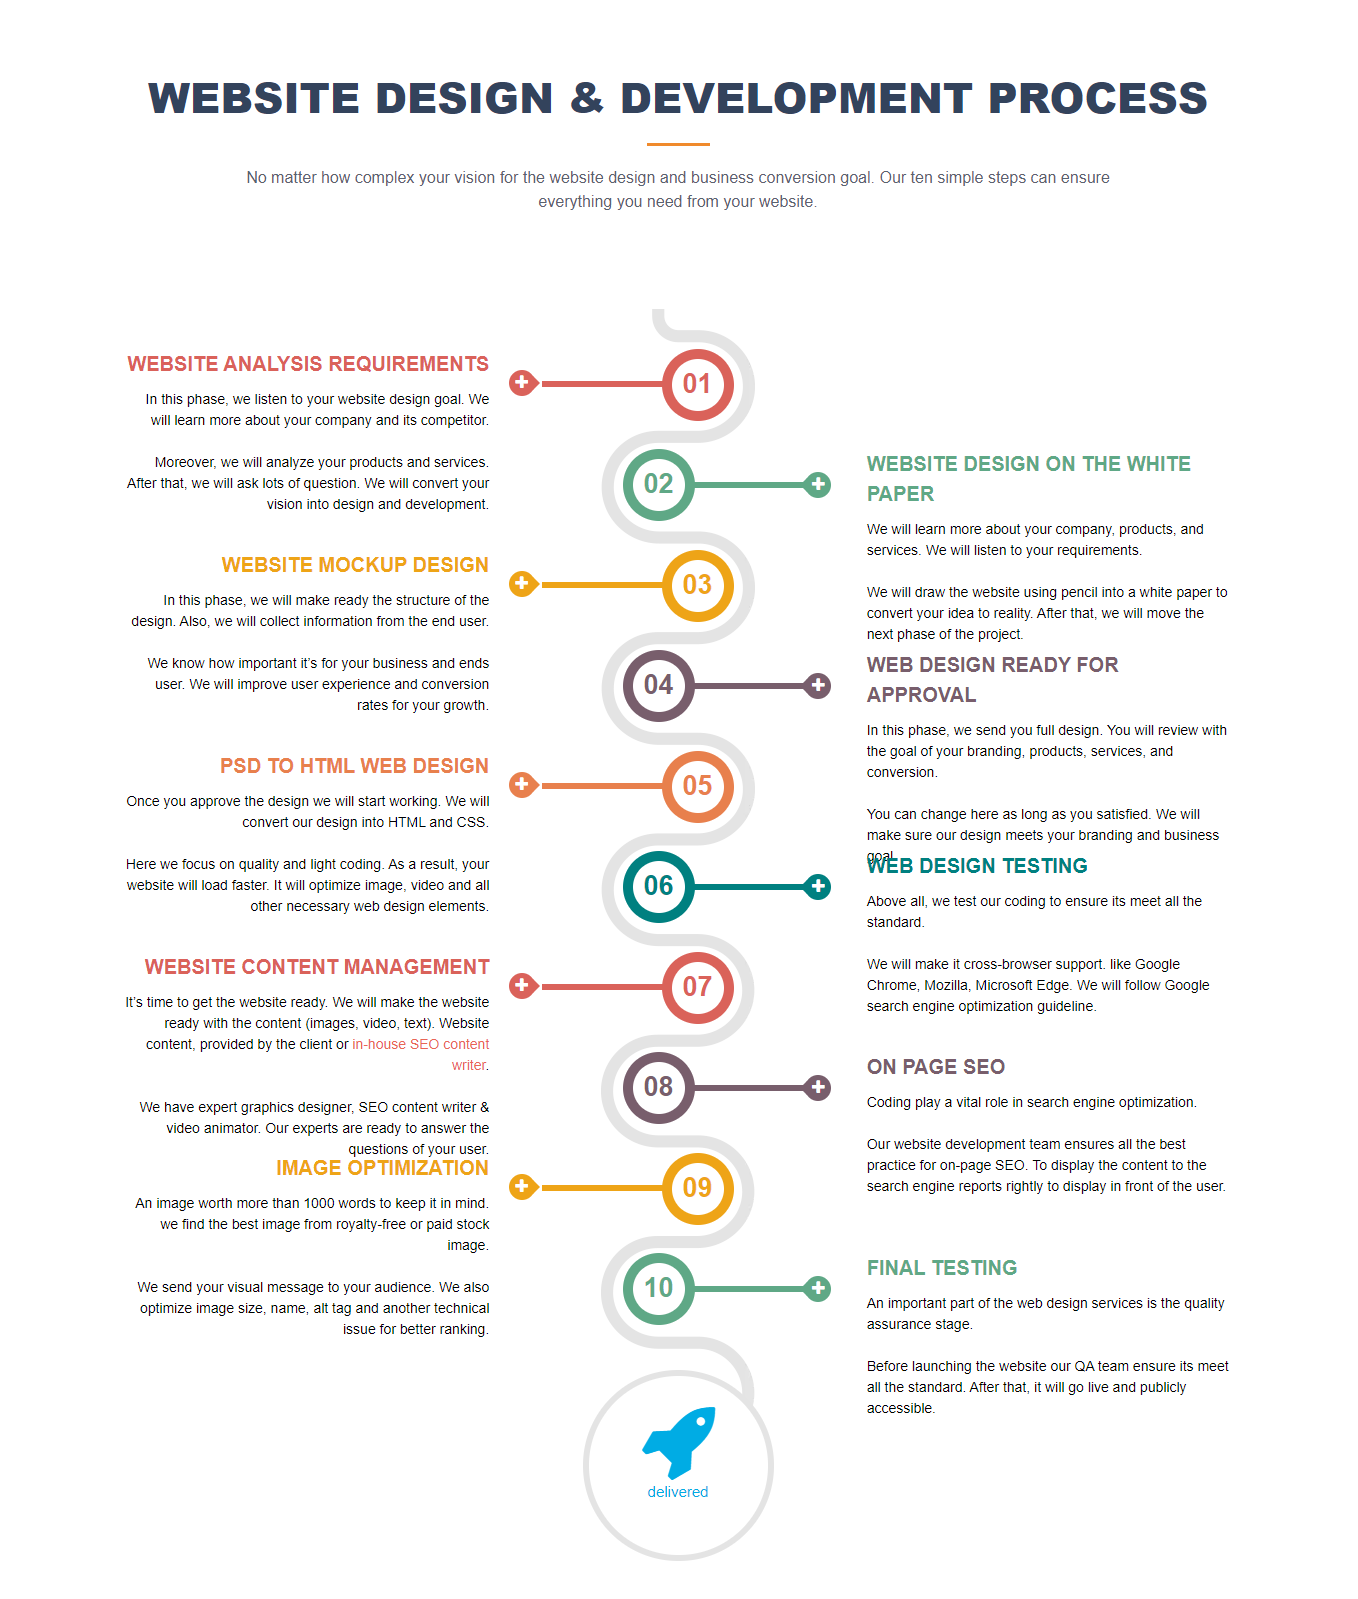 WEBSITE DESIGN & DEVELOPMENT PROCESS
No matter how complex your vision for the website design and business conversion goal. Our ten simple steps can ensure
everything you need from your website.
01
WEBSITE ANALYSIS REQUIREMENTS
In this phase, we listen to your website design goal. We
will learn more about your company and its competitor.
Moreover, we will analyze your products and services.
After that, we will ask lots of question. We will convert your
vision into design and development.
02
WEBSITE DESIGN ON THE WHITE
PAPER
We will learn more about your company, products, and
services. We will listen to your requirements.
We will draw the website using pencil into a white paper to
convert your idea to reality. After that, we will move the
next phase of the project.
03
WEBSITE MOCKUP DESIGN
In this phase, we will make ready the structure of the
design. Also, we will collect information from the end user.
We know how important it’s for your business and ends
user. We will improve user experience and conversion
rates for your growth.
04
WEB DESIGN READY FOR
APPROVAL
In this phase, we send you full design. You will review with
the goal of your branding, products, services, and
conversion.
You can change here as long as you satisfied. We will
make sure our design meets your branding and business
goal.
05
PSD TO HTML WEB DESIGN
Once you approve the design we will start working. We will
convert our design into HTML and CSS.
Here we focus on quality and light coding. As a result, your
website will load faster. It will optimize image, video and all
other necessary web design elements.
06
WEB DESIGN TESTING
Above all, we test our coding to ensure its meet all the
standard.
We will make it cross-browser support. like Google
Chrome, Mozilla, Microsoft Edge. We will follow Google
search engine optimization guideline.
07
WEBSITE CONTENT MANAGEMENT
It’s time to get the website ready. We will make the website
ready with the content (images, video, text). Website
content, provided by the client or in-house SEO content
writer.
We have expert graphics designer, SEO content writer &
video animator. Our experts are ready to answer the
questions of your user.
08
ON PAGE SEO
Coding play a vital role in search engine optimization.
Our website development team ensures all the best
practice for on-page SEO. To display the content to the
search engine reports rightly to display in front of the user.
09
IMAGE OPTIMIZATION
An image worth more than 1000 words to keep it in mind.
we find the best image from royalty-free or paid stock
image.
We send your visual message to your audience. We also
optimize image size, name, alt tag and another technical
issue for better ranking.
10
FINAL TESTING
An important part of the web design services is the quality
assurance stage.
Before launching the website our QA team ensure its meet
all the standard. After that, it will go live and publicly
accessible.
delivered